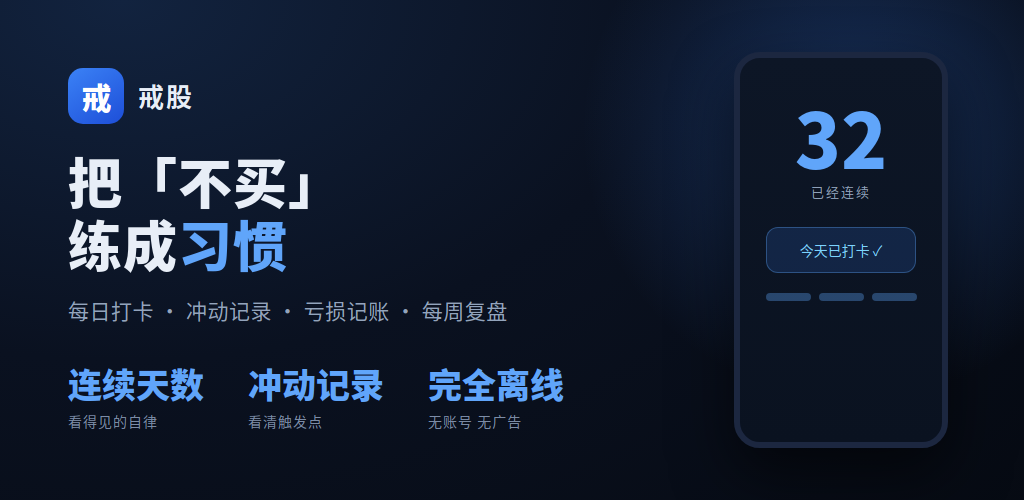 戒 戒股
把「不买」
练成习惯
每日打卡 · 冲动记录 · 亏损记账 · 每周复盘
连续天数 冲动记录 完全离线
看得见的自律 看清触发点 无账号 无广告
32
已经连续
今天已打卡✓